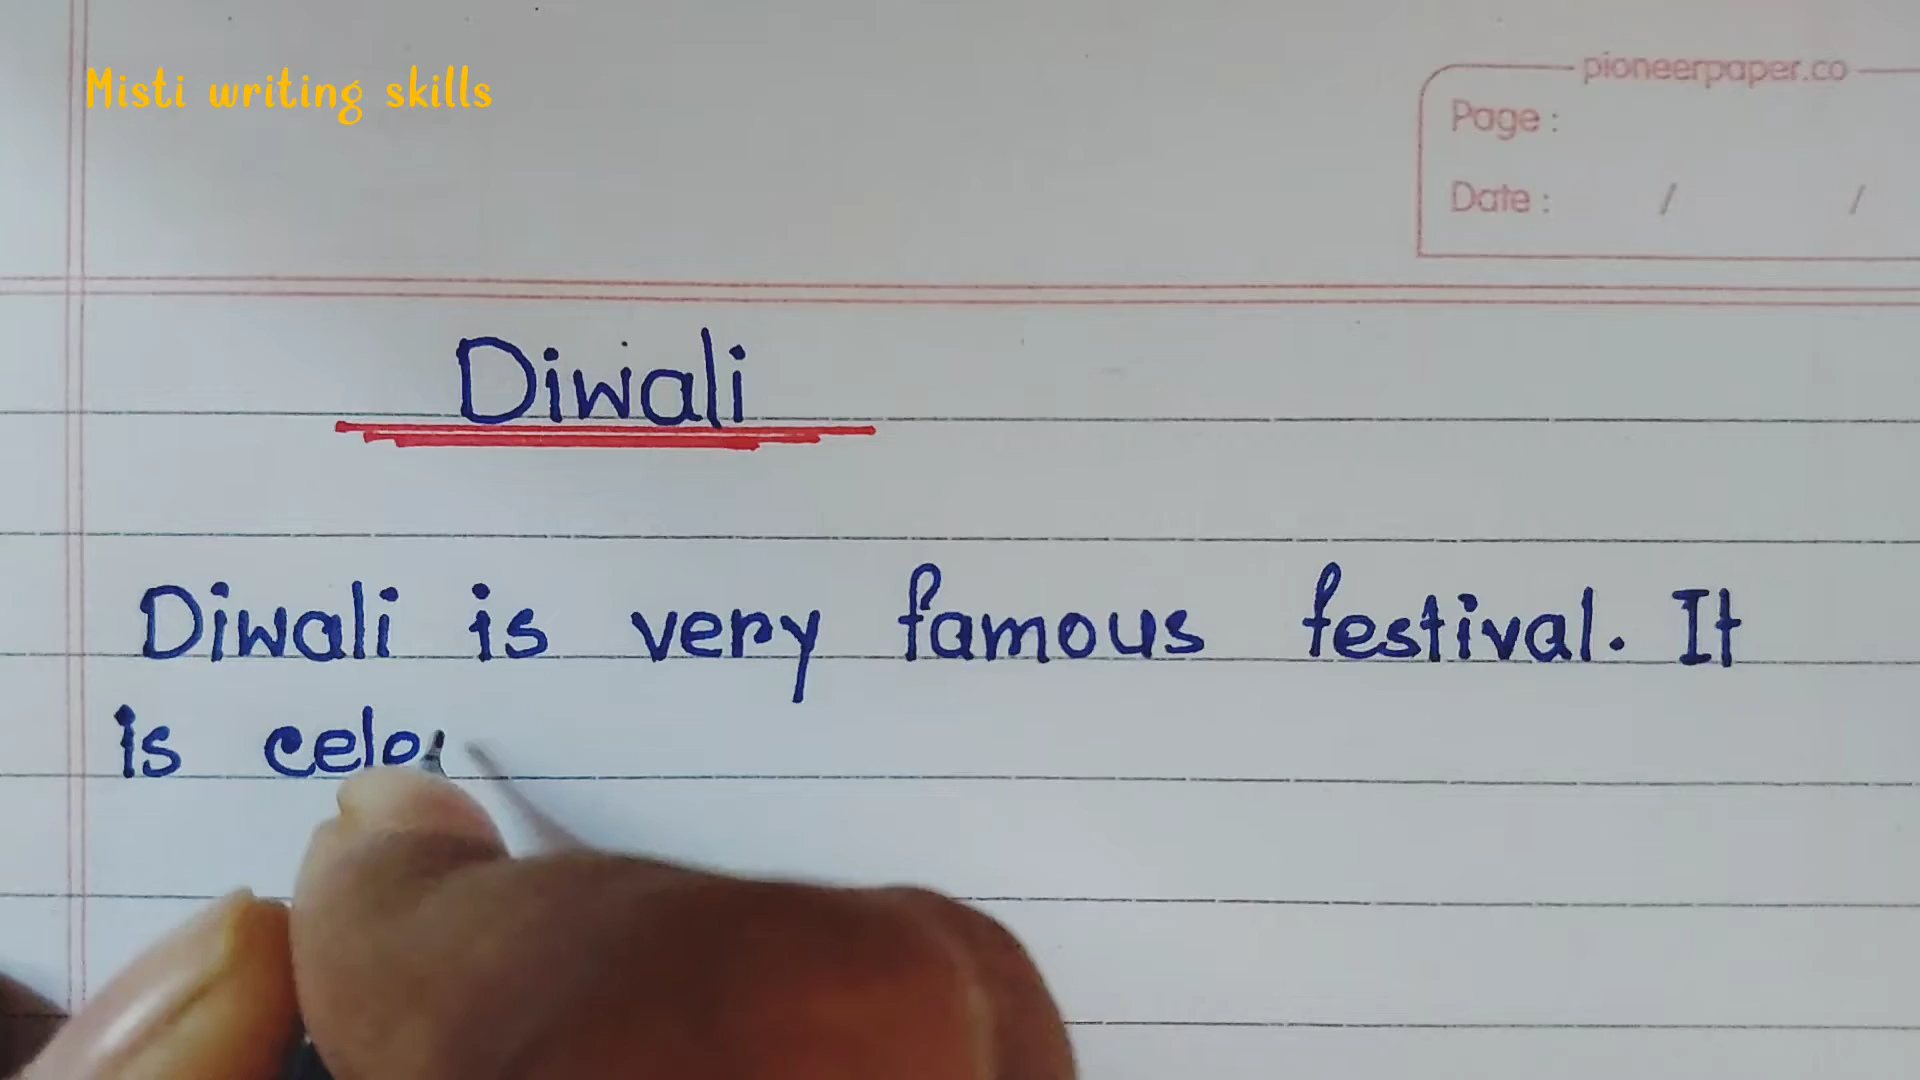 Misti writing skills
pioneerpaper.co
Page :
Date : / /
Diwali
Diwali is very famous festival. It
is